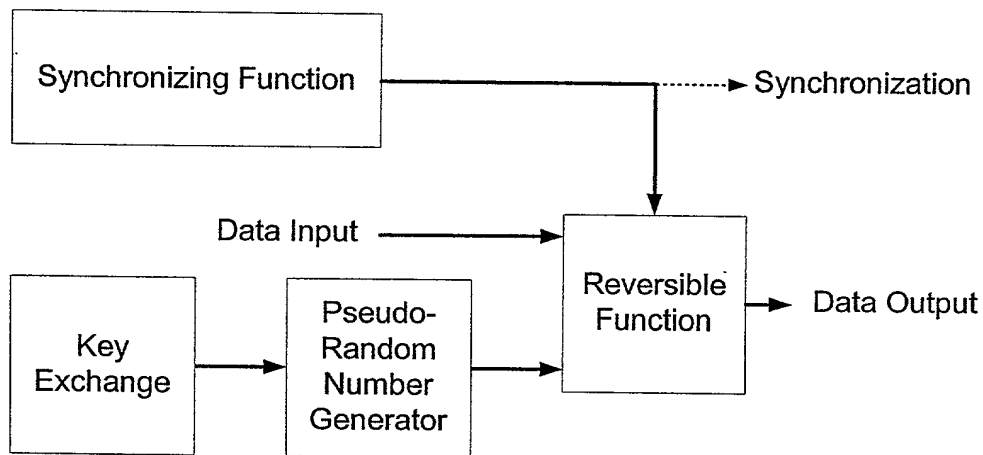 Synchronizing Function
Synchronization
Data Input
Reversible
Function
Data Output
Key
Exchange
Pseudo-
Random
Number
Generator